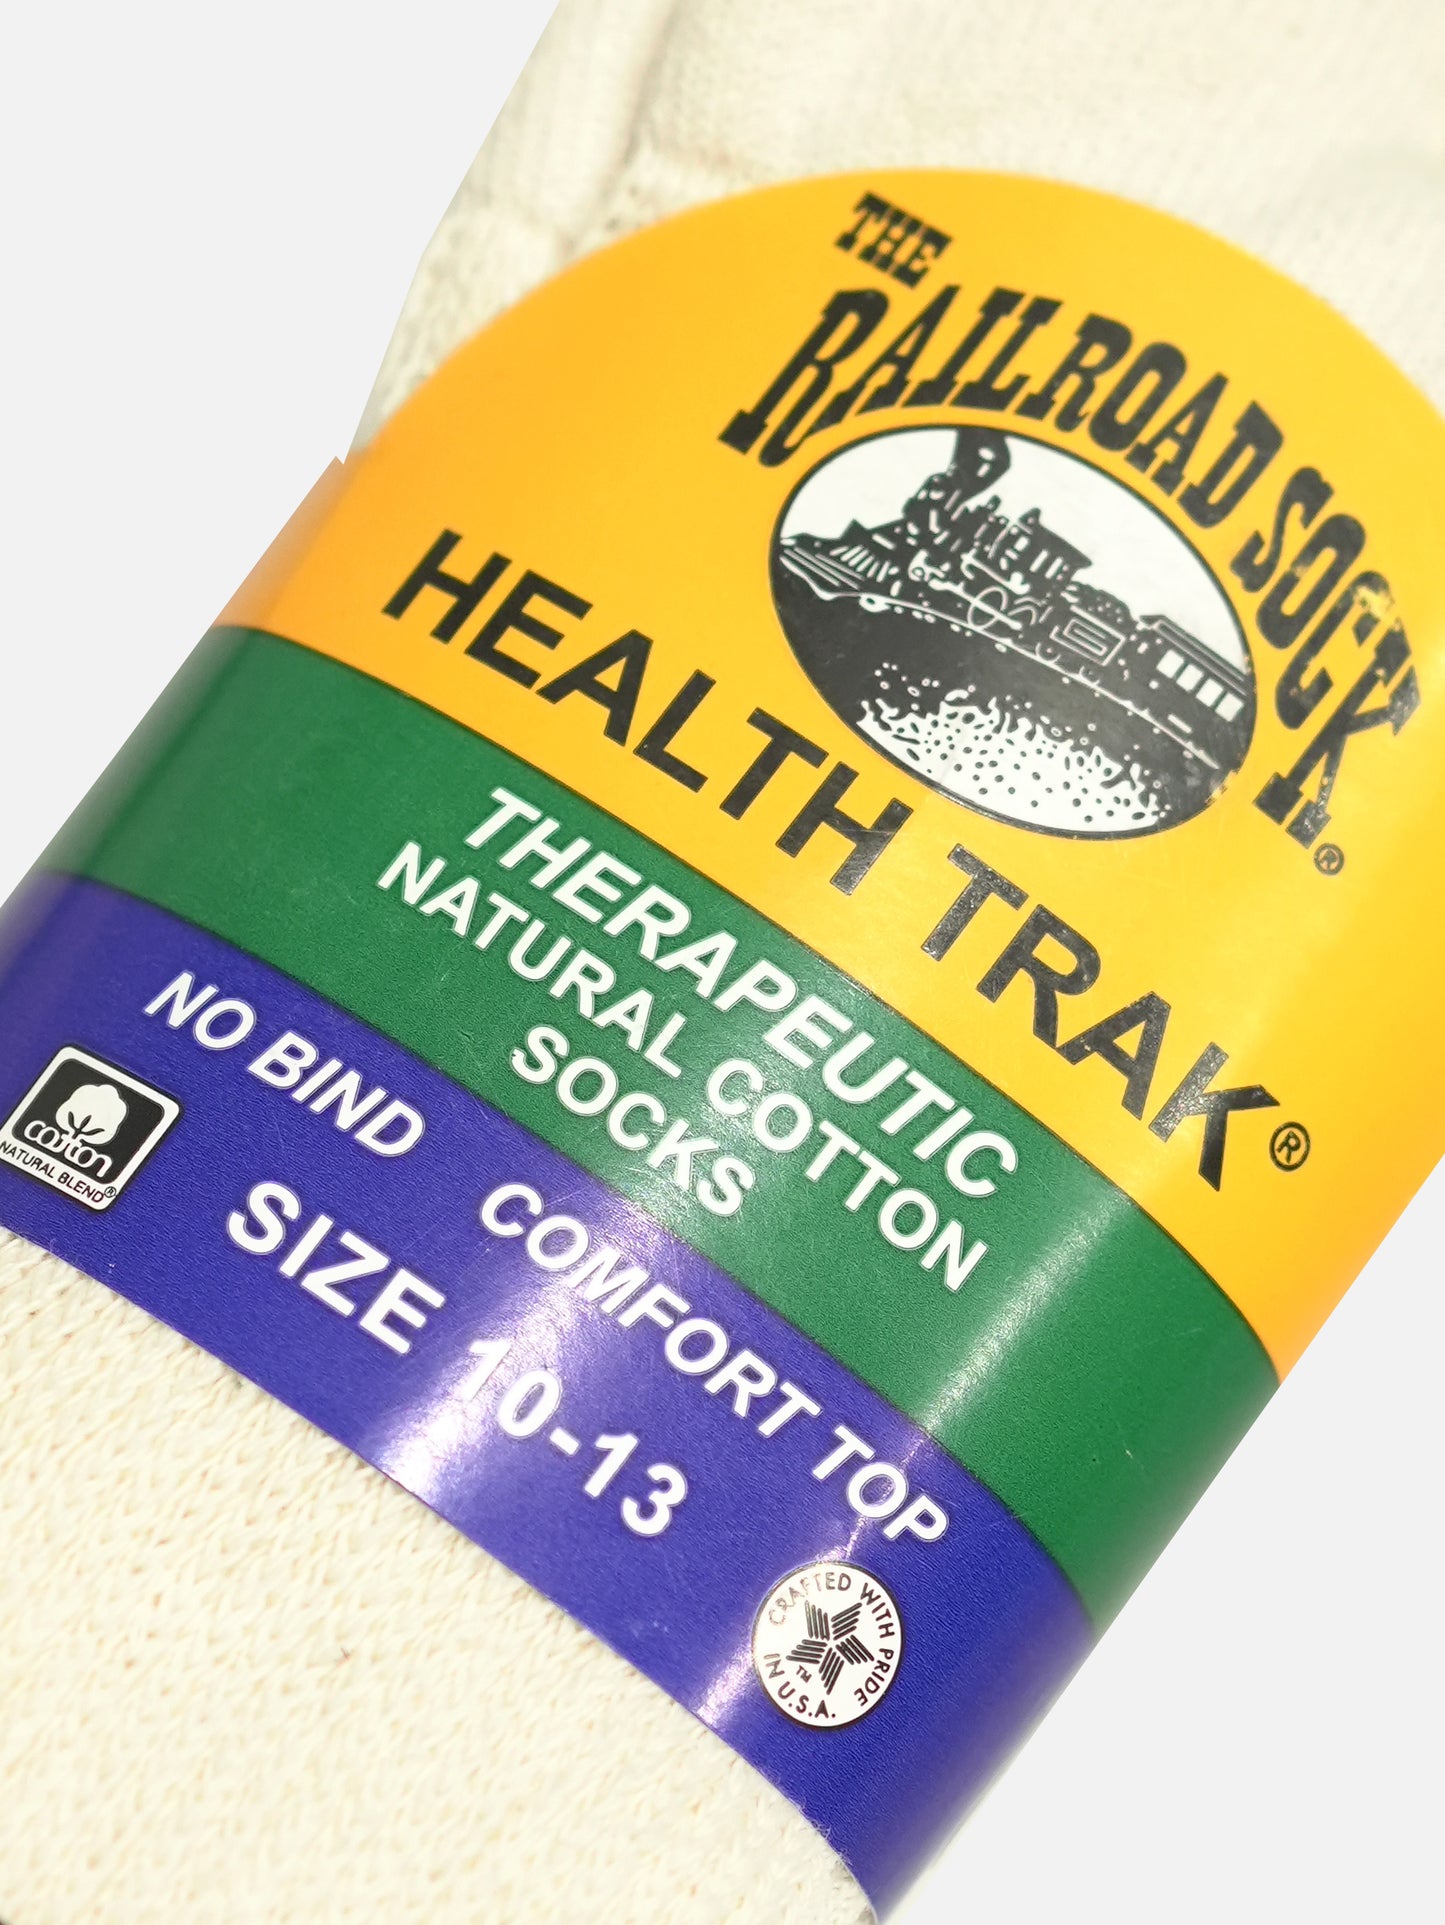 THE
RAILROAD SOCK®
HEALTH TRAK®
THERAPEUTIC
NATURAL COTTON
SOCKS
NO BIND COMFORT TOP
SIZE 10-13
cotton
NATURAL BLEND®
CRAFTED WITH PRIDE
IN U.S.A.
TM